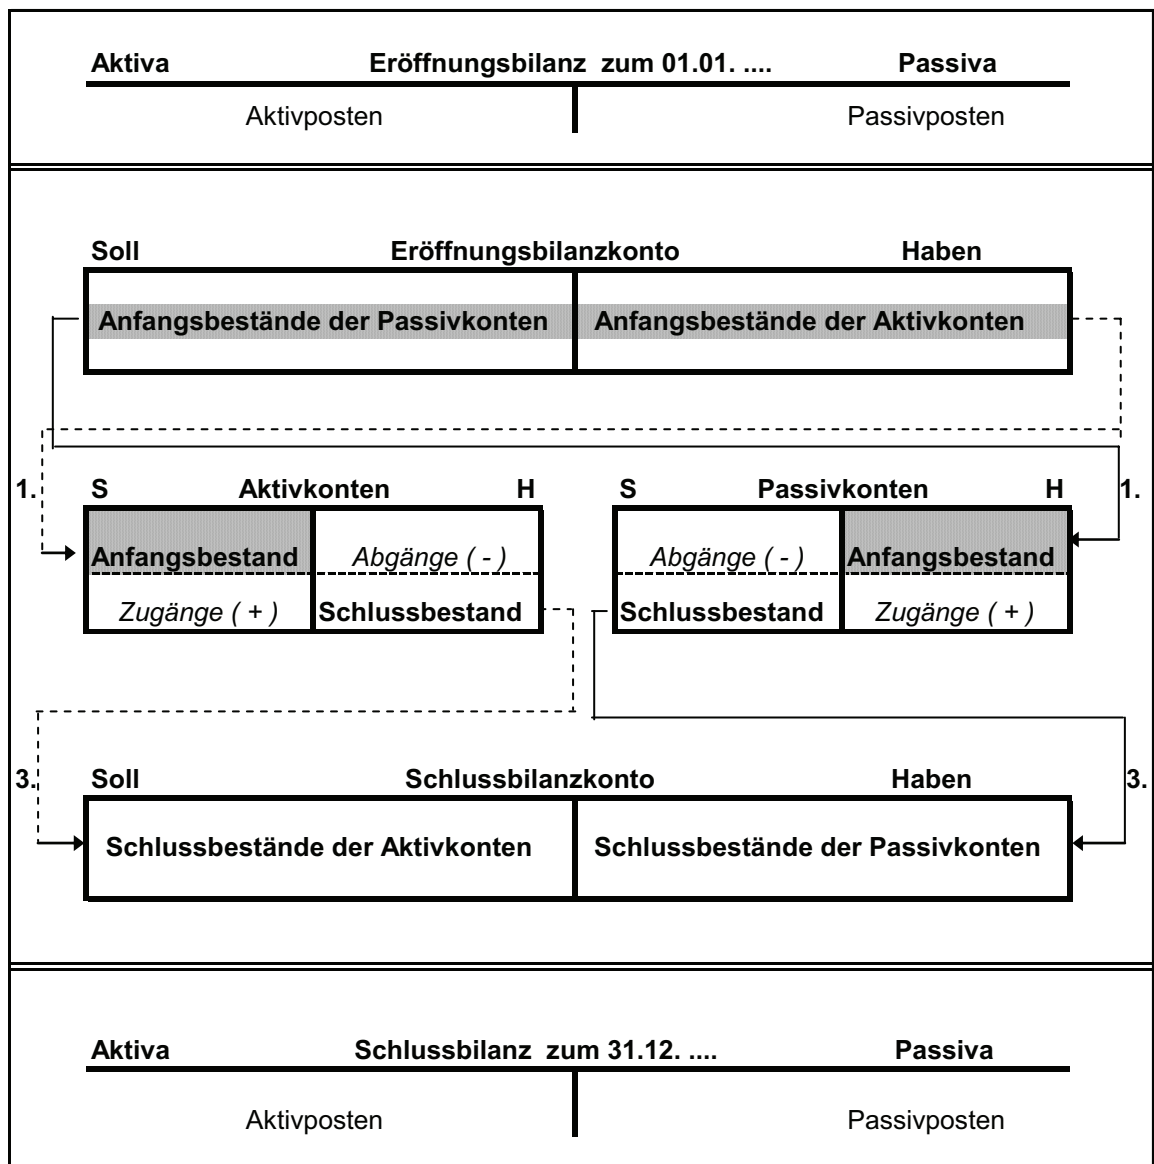 Aktiva Eröffnungsbilanz zum 01.01. .... Passiva
Aktivposten Passivposten
Soll Eröffnungsbilanzkonto Haben
Anfangsbestände der Passivkonten Anfangsbestände der Aktivkonten
1. S Aktivkonten H S Passivkonten H 1.
Anfangsbestand Abgänge ( - ) Abgänge ( - ) Anfangsbestand
Zugänge ( + ) Schlussbestand Schlussbestand Zugänge ( + )
3. Soll Schlussbilanzkonto Haben 3.
Schlussbestände der Aktivkonten Schlussbestände der Passivkonten
Aktiva Schlussbilanz zum 31.12. .... Passiva
Aktivposten Passivposten